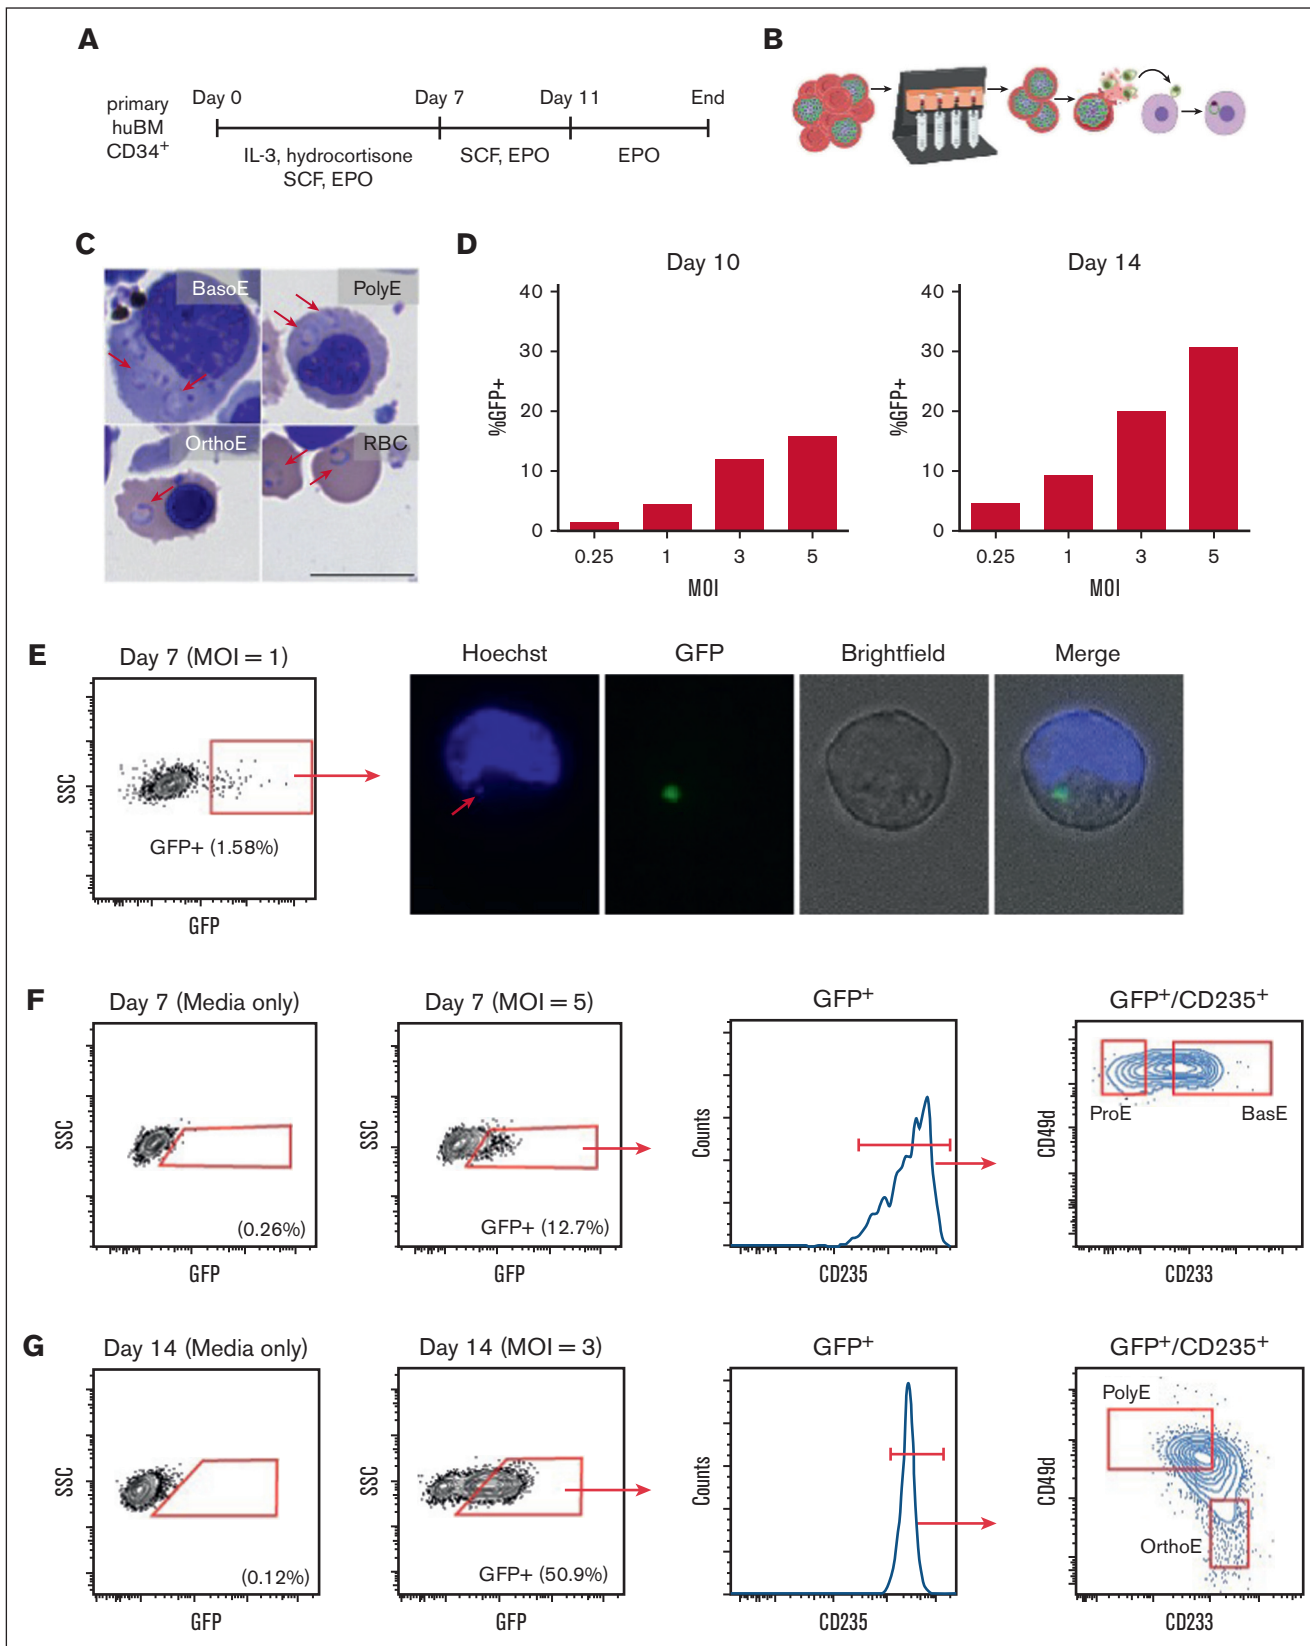 A
primary
huBM
CD34+
Day 0
Day 7
Day 11
End
IL-3, hydrocortisone
SCF, EPO
SCF, EPO
EPO
B
C
BasoE
PolyE
OrthoE
RBC
D
Day 10
%GFP+
40
30
20
10
0
0.25
1
3
5
MOI
Day 14
%GFP+
40
30
20
10
0
0.25
1
3
5
MOI
E
Day 7 (MOI = 1)
SSC
GFP+ (1.58%)
GFP
Hoechst
GFP
Brightfield
Merge
F
Day 7 (Media only)
SSC
(0.26%)
GFP
Day 7 (MOI = 5)
SSC
GFP+ (12.7%)
GFP
GFP+
Counts
CD235
GFP+/CD235+
CD49d
ProE
BasE
CD233
G
Day 14 (Media only)
SSC
(0.12%)
GFP
Day 14 (MOI = 3)
SSC
GFP+ (50.9%)
GFP
GFP+
Counts
CD235
GFP+/CD235+
CD49d
PolyE
OrthoE
CD233